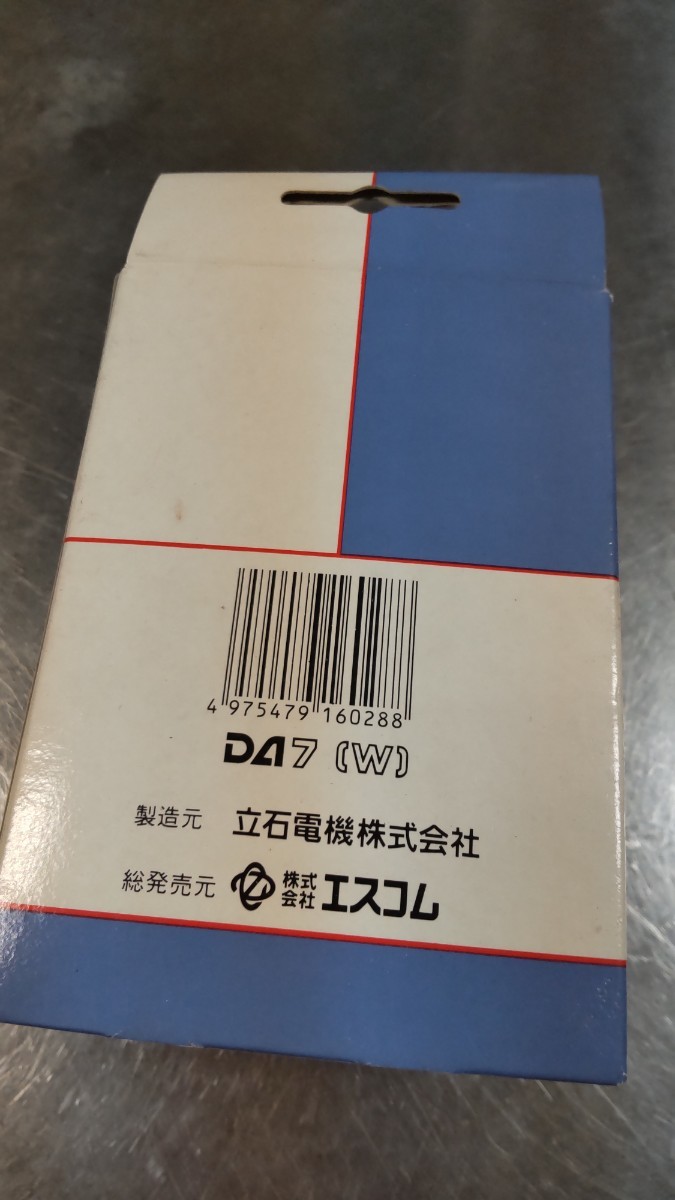 4 975479 160288
DA7 (W)
製造元 立石電機株式会社
総発売元 株式会社 エスコム